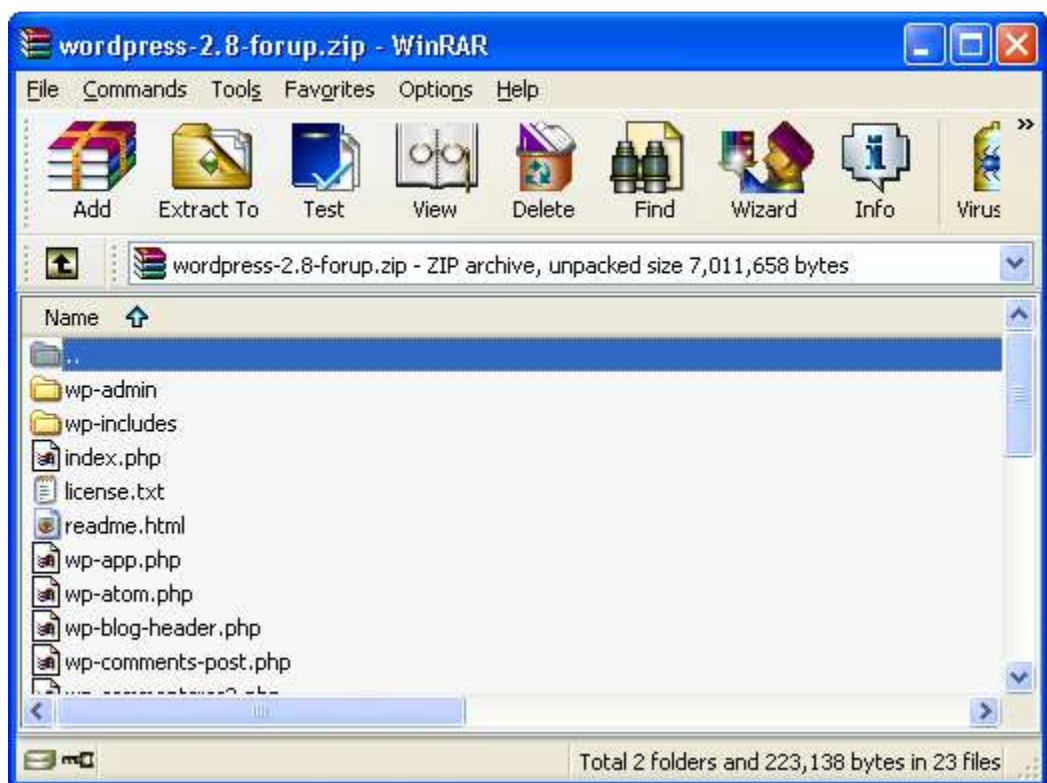 wordpress-2.8-forup.zip - WinRAR
File Commands Tools Favorites Options Help
Add Extract To Test View Delete Find Wizard Info Virus
wordpress-2.8-forup.zip - ZIP archive, unpacked size 7,011,658 bytes
Name
..
wp-admin
wp-includes
index.php
license.txt
readme.html
wp-app.php
wp-atom.php
wp-blog-header.php
wp-comments-post.php
Total 2 folders and 223,138 bytes in 23 files